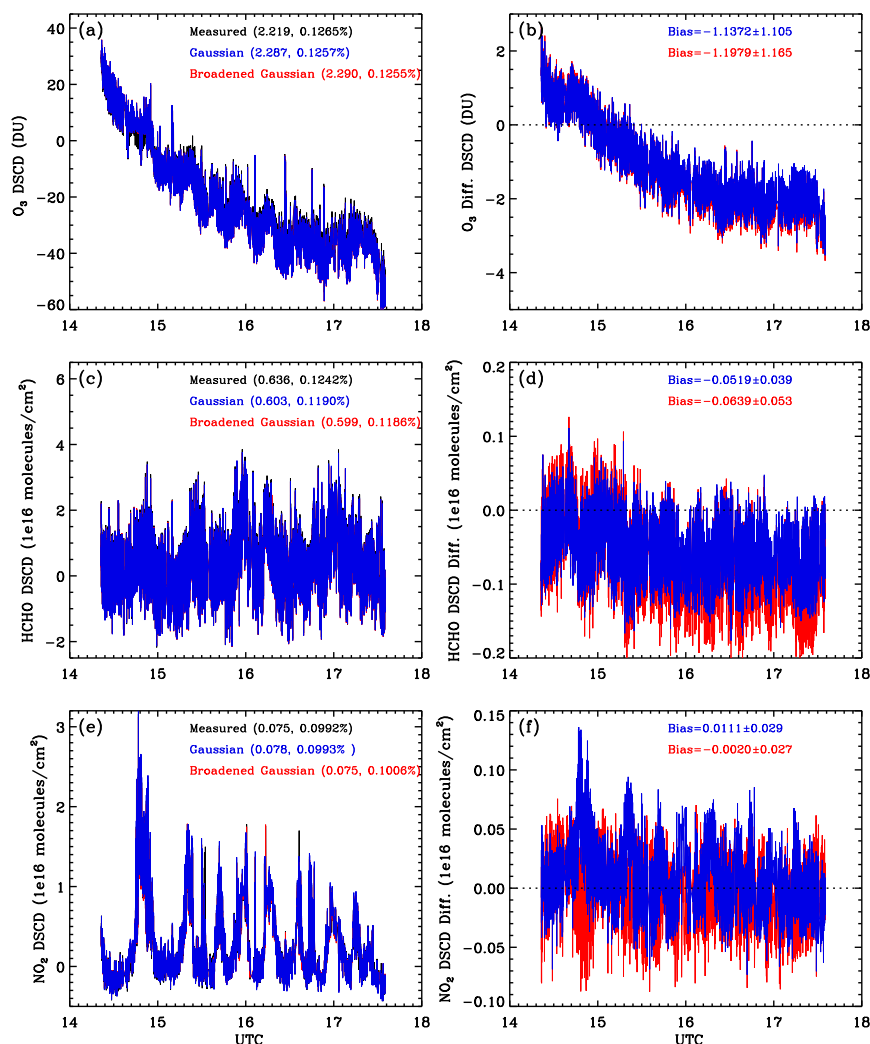 (a)
Measured (2.219, 0.1265%)
Gaussian (2.287, 0.1257%)
Broadened Gaussian (2.290, 0.1255%)
O₃ DSCD (DU)
40
20
0
−20
−40
−60
14 15 16 17 18
(b)
Bias=−1.1372±1.105
Bias=−1.1979±1.165
O₃ Diff. DSCD (DU)
2
0
−2
−4
14 15 16 17 18
(c)
Measured (0.636, 0.1242%)
Gaussian (0.603, 0.1190%)
Broadened Gaussian (0.599, 0.1186%)
HCHO DSCD (1e16 molecules/cm²)
6
4
2
0
−2
14 15 16 17 18
(d)
Bias=−0.0519±0.039
Bias=−0.0639±0.053
HCHO DSCD Diff. (1e16 molecules/cm²)
0.2
0.1
0.0
−0.1
−0.2
14 15 16 17 18
(e)
Measured (0.075, 0.0992%)
Gaussian (0.078, 0.0993% )
Broadened Gaussian (0.075, 0.1006%)
NO₂ DSCD (1e16 molecules/cm²)
3
2
1
0
14 15 16 17 18
UTC
(f)
Bias=0.0111±0.029
Bias=−0.0020±0.027
NO₂ DSCD Diff. (1e16 molecules/cm²)
0.15
0.10
0.05
0.00
−0.05
−0.10
14 15 16 17 18
UTC